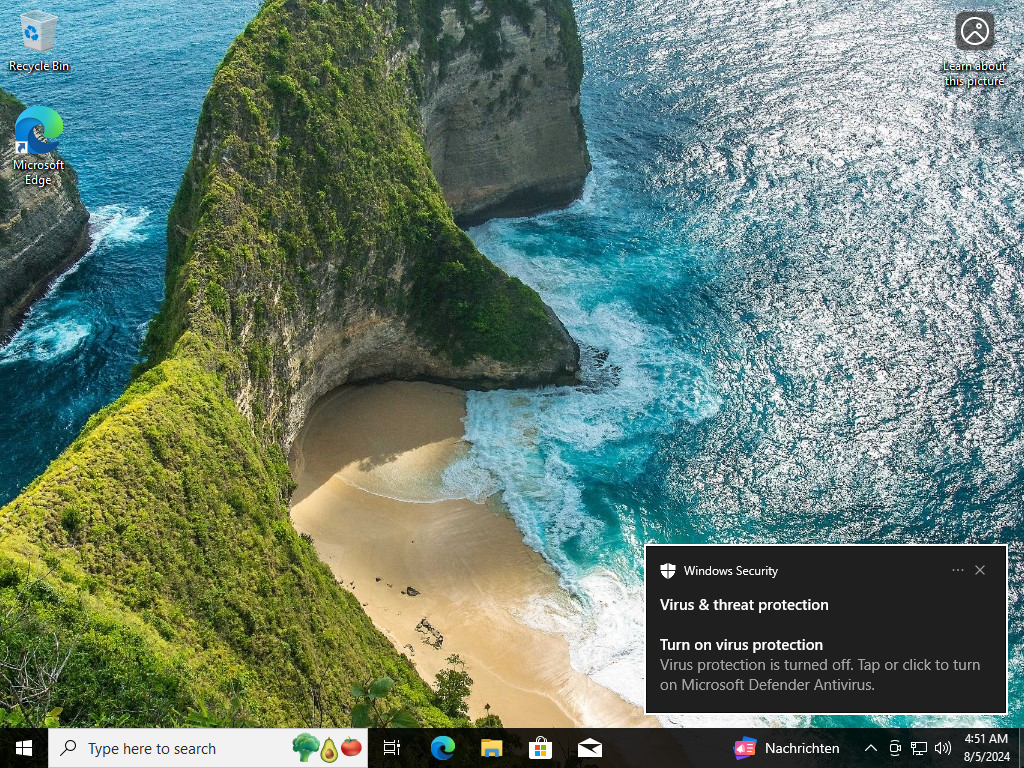 Recycle Bin
Microsoft
Edge
Learn about
this picture
Windows Security
Virus & threat protection
Turn on virus protection
Virus protection is turned off. Tap or click to turn
on Microsoft Defender Antivirus.
Type here to search
Nachrichten
4:51 AM
8/5/2024